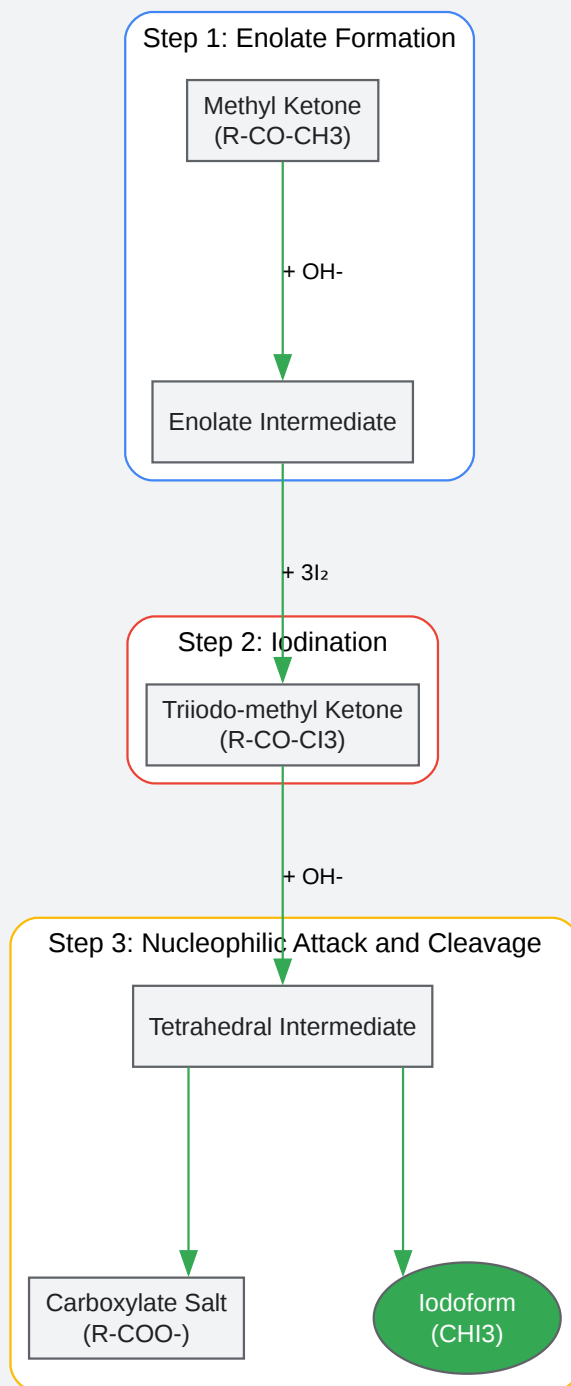 Step 1: Enolate Formation
Methyl Ketone
(R-CO-CH3)
+ OH-
Enolate Intermediate
+ 3I₂
Step 2: Iodination
Triiodo-methyl Ketone
(R-CO-CI3)
+ OH-
Step 3: Nucleophilic Attack and Cleavage
Tetrahedral Intermediate
Carboxylate Salt
(R-COO-)
Iodoform
(CHI3)